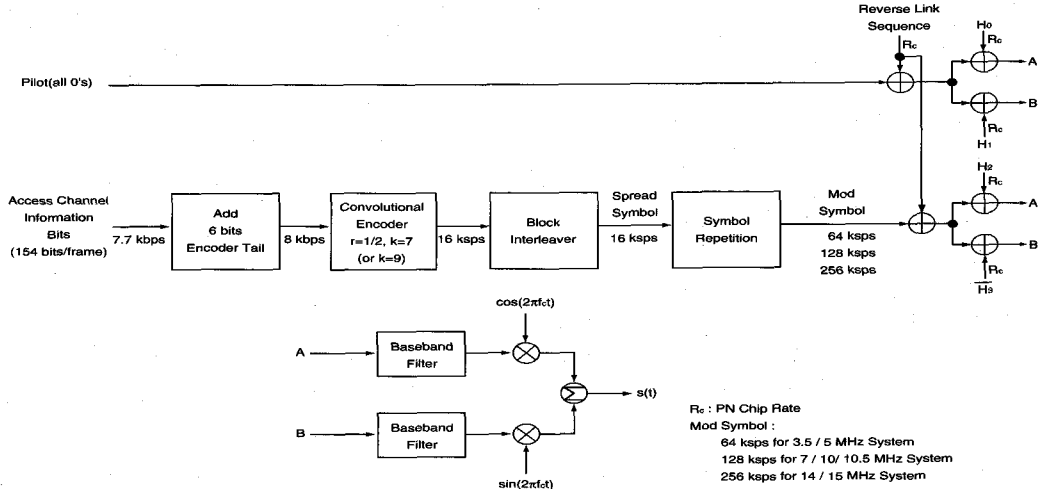 Reverse Link
Sequence
Rc
H0
Rc
A
Pilot(all 0's)
B
Rc
H1
H2
Rc
Access Channel
Information
Bits
(154 bits/frame)
7.7 kbps
Add
6 bits
Encoder Tail
8 kbps
Convolutional
Encoder
r=1/2, k=7
(or k=9)
16 ksps
Block
Interleaver
Spread
Symbol
16 ksps
Symbol
Repetition
Mod
Symbol
64 ksps
128 ksps
256 ksps
A
B
Rc
H3
cos(2πfct)
A
Baseband
Filter
Σ
s(t)
B
Baseband
Filter
sin(2πfct)
Rc : PN Chip Rate
Mod Symbol :
64 ksps for 3.5 / 5 MHz System
128 ksps for 7 / 10/ 10.5 MHz System
256 ksps for 14 / 15 MHz System